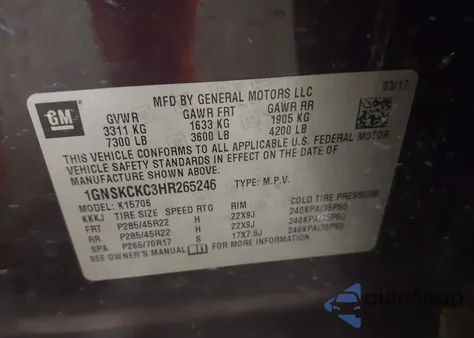 03/17
MFD BY GENERAL MOTORS LLC
GM
GVWR GAWR FRT GAWR RR
3311 KG 1633 KG 1905 KG
7300 LB 3600 LB 4200 LB
THIS VEHICLE CONFORMS TO ALL APPLICABLE U.S. FEDERAL MOTOR
VEHICLE SAFETY STANDARDS IN EFFECT ON THE DATE OF
MANUFACTURE SHOWN ABOVE.
1GNSKCKC3HR265246 TYPE: M.P.V.
MODEL: K15706
KKKJ TIRE SIZE SPEED RTG RIM COLD TIRE PRESSURE
FRT P285/45R22 H 22X9J 240KPA(35PSI)
RR P285/45R22 H 22X9J 240KPA(35PSI)
SPA P265/70R17 S 17X7.5J 240KPA(35PSI)
SEE OWNER'S MANUAL
autoSnap